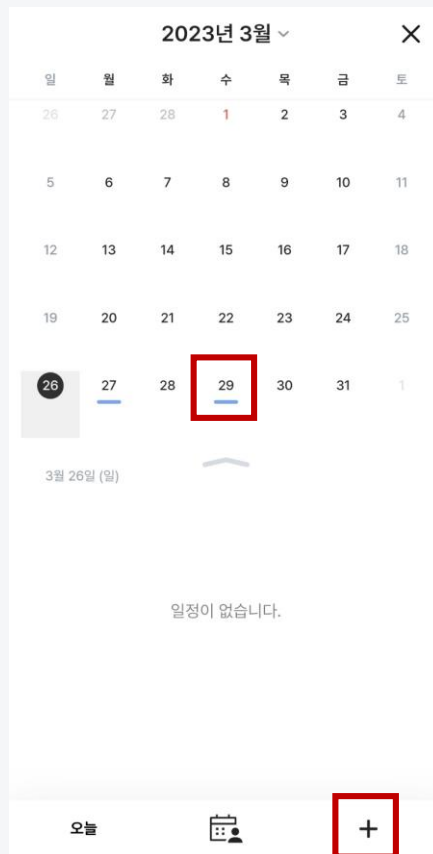 2023년 3월
일 월 화 수 목 금 토
26 27 28 1 2 3 4
5 6 7 8 9 10 11
12 13 14 15 16 17 18
19 20 21 22 23 24 25
26 27 28 29 30 31 1
3월 26일 (일)
일정이 없습니다.
오늘 +